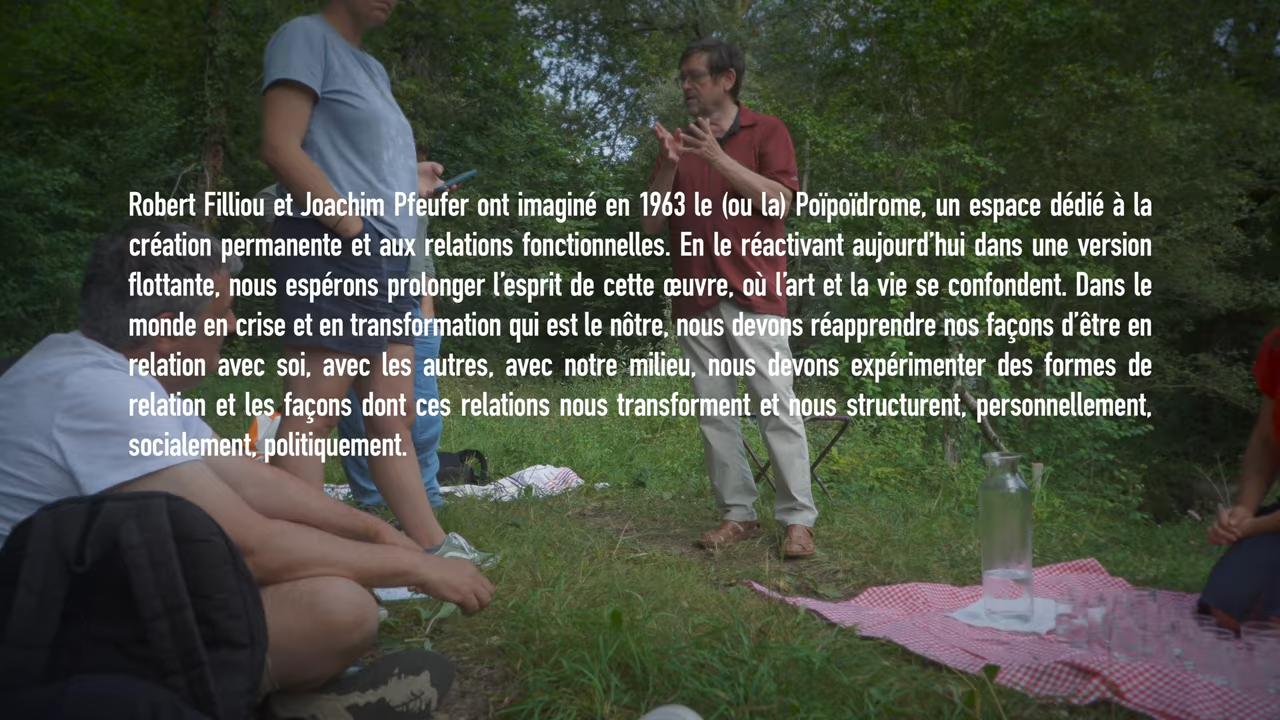 Robert Filliou et Joachim Pfeufer ont imaginé en 1963 le (ou la) Poïpoïdrome, un espace dédié à la
création permanente et aux relations fonctionnelles. En le réactivant aujourd'hui dans une version
flottante, nous espérons prolonger l'esprit de cette œuvre, où l'art et la vie se confondent. Dans le
monde en crise et en transformation qui est le nôtre, nous devons réapprendre nos façons d'être en
relation avec soi, avec les autres, avec notre milieu, nous devons expérimenter des formes de
relation et les façons dont ces relations nous transforment et nous structurent, personnellement,
socialement, politiquement.